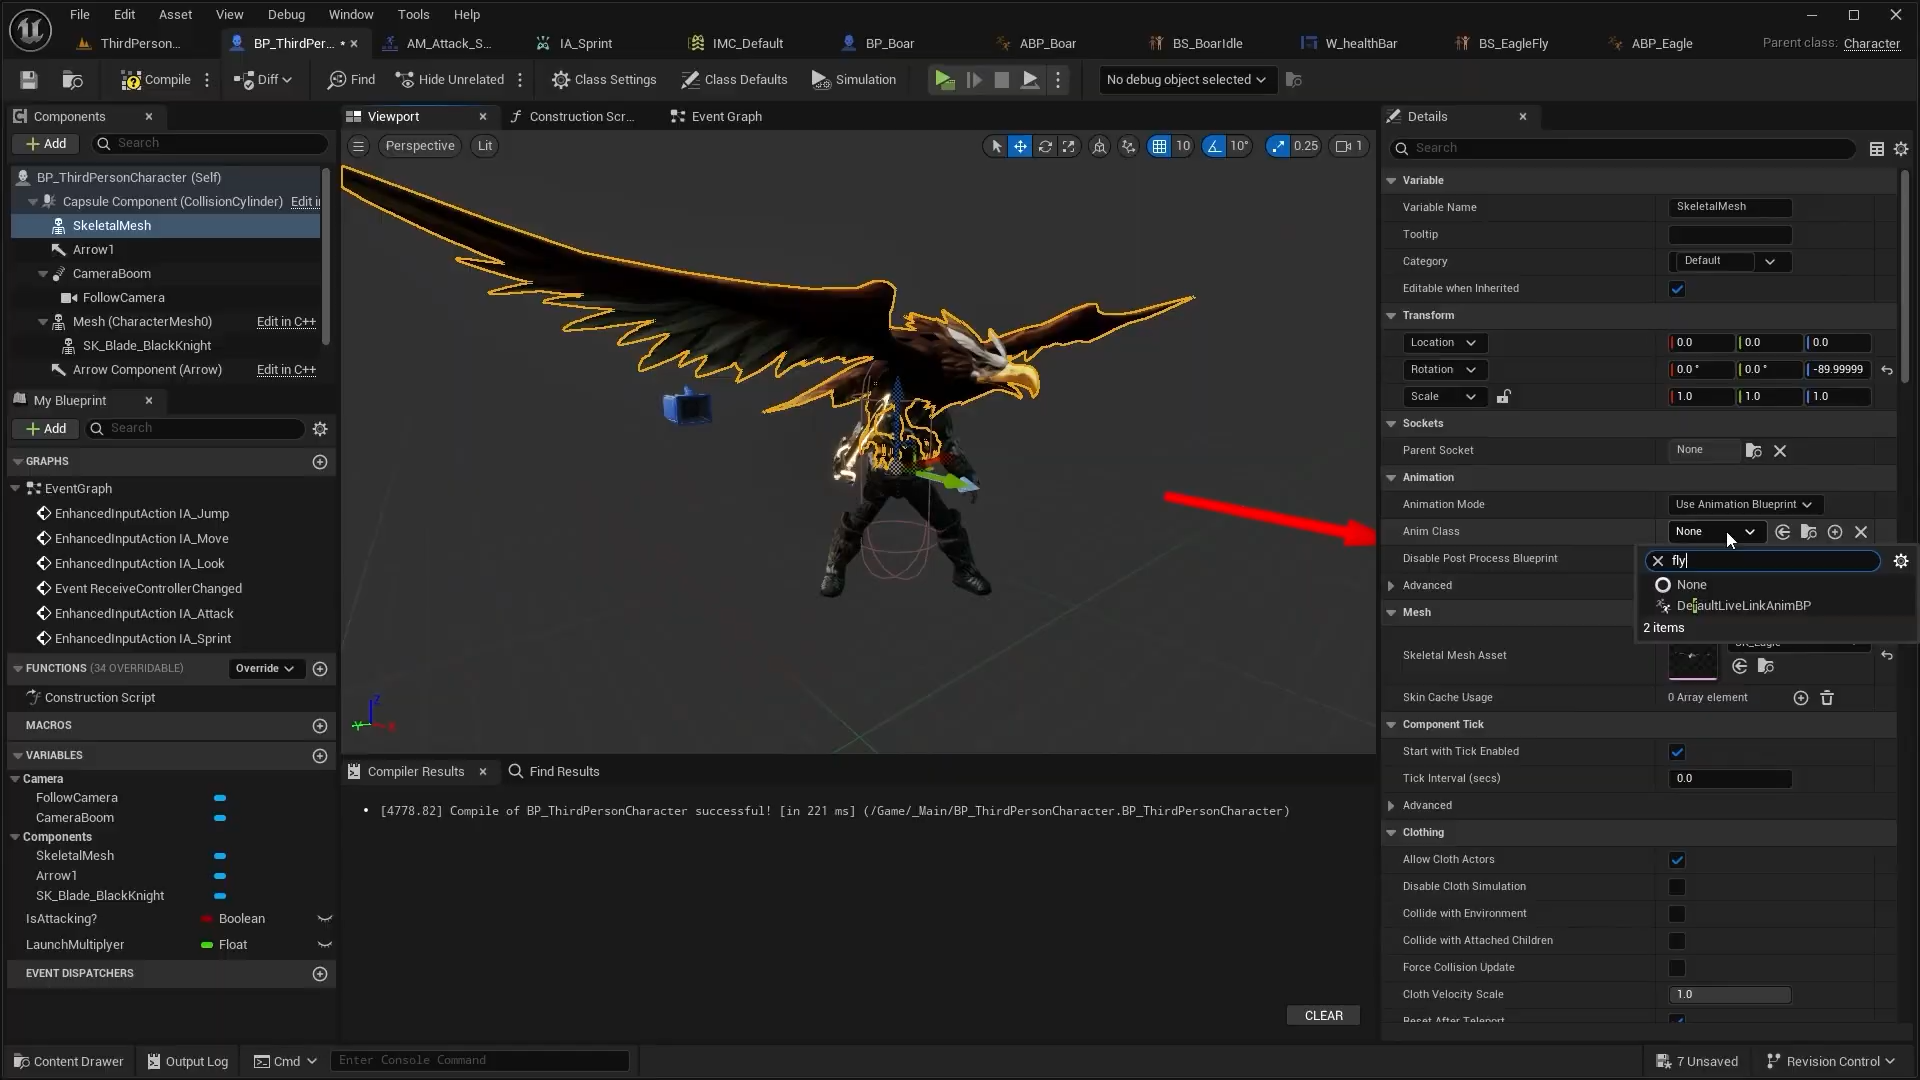 File Edit Asset View Debug Window Tools Help
ThirdPerson... BP_ThirdPer... • AM_Attack_S... IA_Sprint IMC_Default BP_Boar ABP_Boar BS_BoarIdle W_healthBar BS_EagleFly ABP_Eagle Parent class: Character
Compile Diff Find Hide Unrelated Class Settings Class Defaults Simulation No debug object selected
Components
Add Search
BP_ThirdPersonCharacter (Self)
Capsule Component (CollisionCylinder) Edit i
SkeletalMesh
Arrow1
CameraBoom
FollowCamera
Mesh (CharacterMesh0) Edit in C++
SK_Blade_BlackKnight
Arrow Component (Arrow) Edit in C++
My Blueprint
Add Search
GRAPHS
EventGraph
EnhancedInputAction IA_Jump
EnhancedInputAction IA_Move
EnhancedInputAction IA_Look
Event ReceiveControllerChanged
EnhancedInputAction IA_Attack
EnhancedInputAction IA_Sprint
FUNCTIONS (34 OVERRIDABLE) Override
Construction Script
MACROS
VARIABLES
Camera
FollowCamera
CameraBoom
Components
SkeletalMesh
Arrow1
SK_Blade_BlackKnight
IsAttacking? Boolean
LaunchMultiplyer Float
EVENT DISPATCHERS
Viewport Construction Scr... Event Graph
Perspective Lit 10 10° 0.25 1
Z
Y X
Compiler Results Find Results
• [4778.82] Compile of BP_ThirdPersonCharacter successful! [in 221 ms] (/Game/_Main/BP_ThirdPersonCharacter.BP_ThirdPersonCharacter)
CLEAR
Details
Search
Variable
Variable Name SkeletalMesh
Tooltip
Category Default
Editable when Inherited
Transform
Location 0.0 0.0 0.0
Rotation 0.0 ° 0.0 ° -89.99999
Scale 1.0 1.0 1.0
Sockets
Parent Socket None
Animation
Animation Mode Use Animation Blueprint
Anim Class None
Disable Post Process Blueprint
fly
None
DefaultLiveLinkAnimBP
2 items
Advanced
Mesh
SK_Eagle
Skeletal Mesh Asset
Skin Cache Usage 0 Array element
Component Tick
Start with Tick Enabled
Tick Interval (secs) 0.0
Advanced
Clothing
Allow Cloth Actors
Disable Cloth Simulation
Collide with Environment
Collide with Attached Children
Force Collision Update
Cloth Velocity Scale 1.0
Reset After Teleport
Content Drawer Output Log Cmd Enter Console Command 7 Unsaved Revision Control